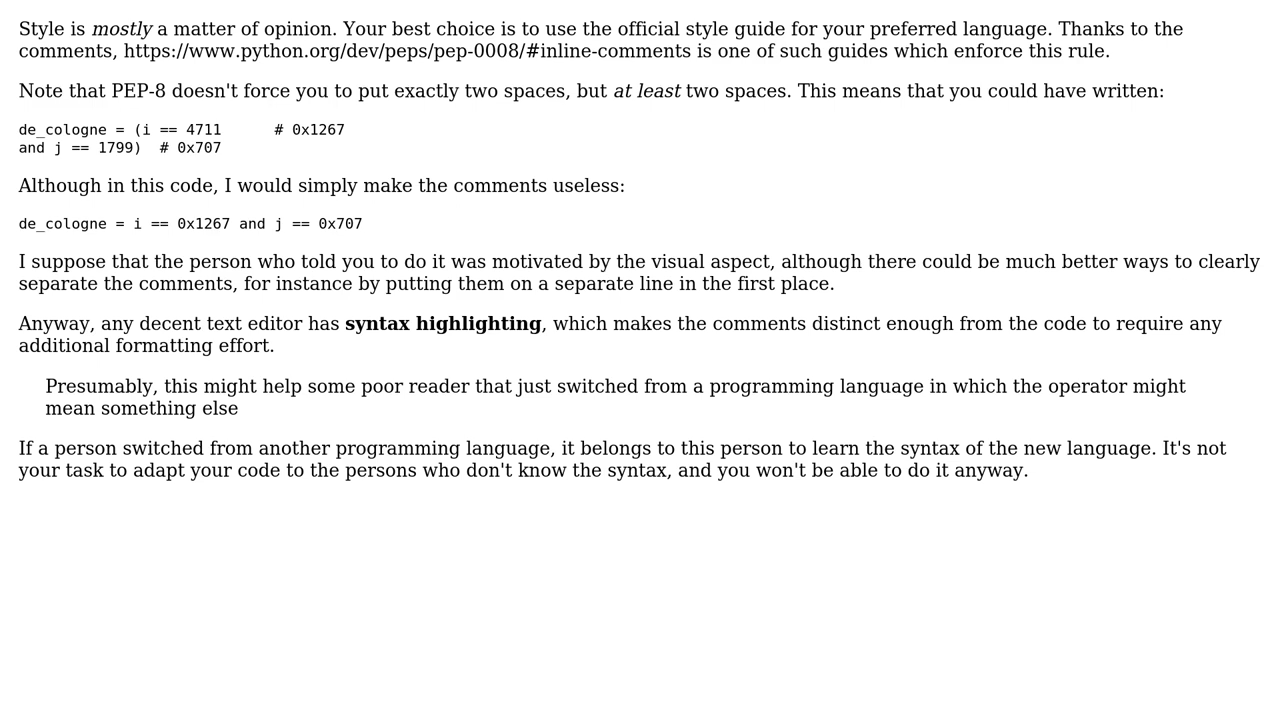 Style is mostly a matter of opinion. Your best choice is to use the official style guide for your preferred language. Thanks to the
comments, https://www.python.org/dev/peps/pep-0008/#inline-comments is one of such guides which enforce this rule.
Note that PEP-8 doesn't force you to put exactly two spaces, but at least two spaces. This means that you could have written:
de_cologne = (i == 4711      # 0x1267
and j == 1799)  # 0x707
Although in this code, I would simply make the comments useless:
de_cologne = i == 0x1267 and j == 0x707
I suppose that the person who told you to do it was motivated by the visual aspect, although there could be much better ways to clearly
separate the comments, for instance by putting them on a separate line in the first place.
Anyway, any decent text editor has syntax highlighting, which makes the comments distinct enough from the code to require any
additional formatting effort.
Presumably, this might help some poor reader that just switched from a programming language in which the operator might
mean something else
If a person switched from another programming language, it belongs to this person to learn the syntax of the new language. It's not
your task to adapt your code to the persons who don't know the syntax, and you won't be able to do it anyway.